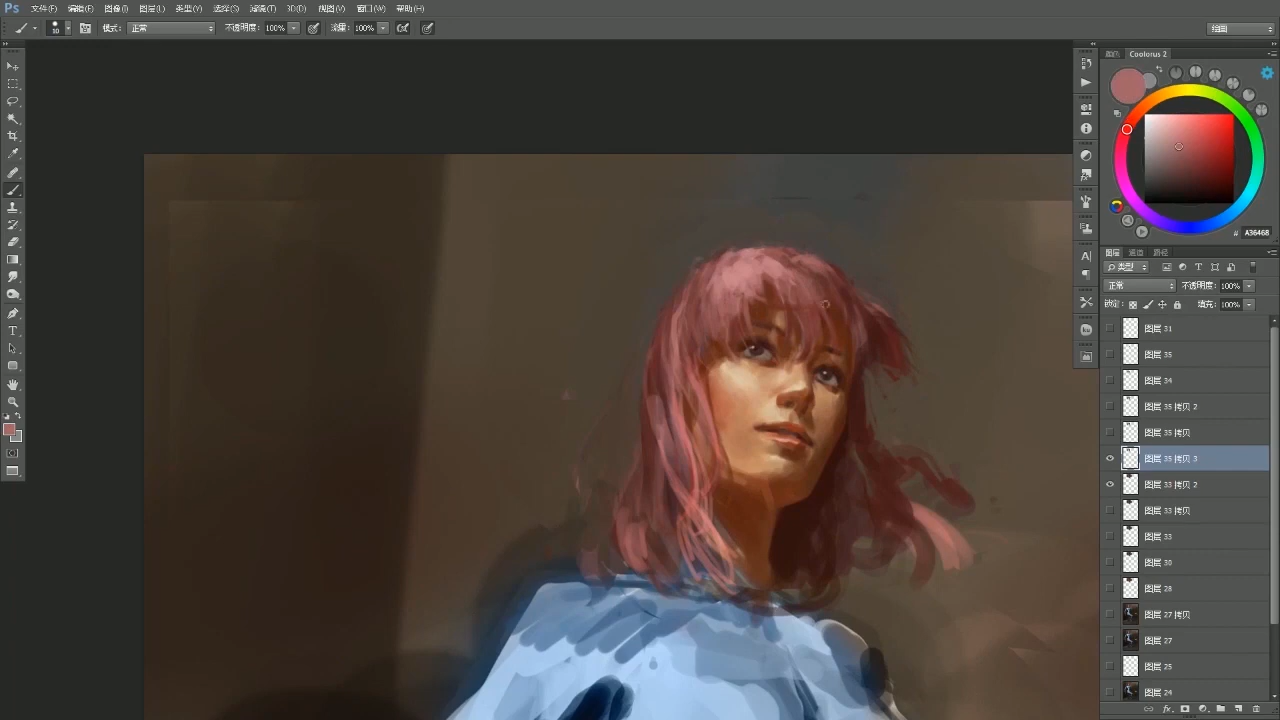 Ps 文件(F) 编辑(E) 图像(I) 图层(L) 类型(Y) 选择(S) 滤镜(T) 3D(D) 视图(V) 窗口(W) 帮助(H)
10 模式: 正常 不透明度: 100% 流量: 100% 绘画
颜色 Coolorus 2
# A36468
图层 通道 路径
类型
正常 不透明度: 100%
锁定: 填充: 100%
图层 31
图层 35
图层 34
图层 35 拷贝 2
图层 35 拷贝
图层 35 拷贝 3
图层 33 拷贝 2
图层 33 拷贝
图层 33
图层 30
图层 28
图层 27 拷贝
图层 27
图层 25
图层 24